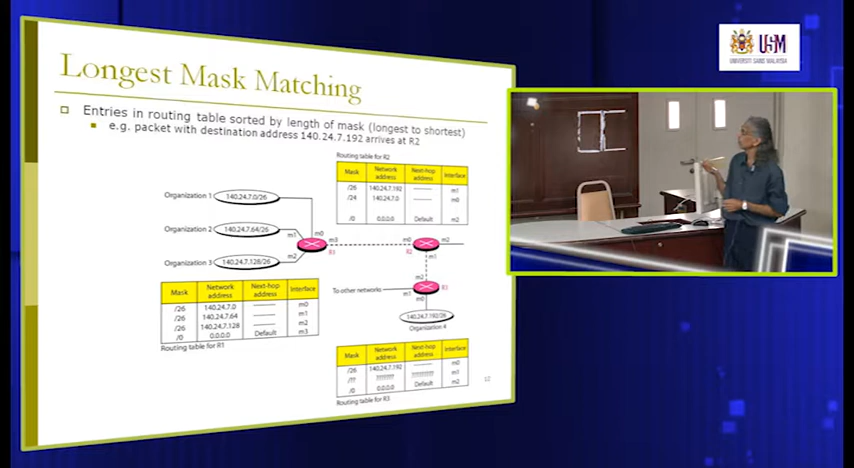 USM
UNIVERSITI SAINS MALAYSIA
Longest Mask Matching
Entries in routing table sorted by length of mask (longest to shortest)
e.g. packet with destination address 140.24.7.192 arrives at R2
Routing table for R2
Mask Network address Next-hop address Interface
/26 140.24.7.192 ------- m1
/24 140.24.7.0 ------- m0
/0 0.0.0.0 Default m2
Organization 1 140.24.7.0/26
Organization 2 140.24.7.64/26
Organization 3 140.24.7.128/26
m0
m1
m2
m3
R1
m0
R2
m2
m1
m2
R3
To other networks
m1
m0
140.24.7.192/26
Organization 4
Mask Network address Next-hop address Interface
/26 140.24.7.0 ------- m0
/26 140.24.7.64 ------- m1
/26 140.24.7.128 ------- m2
/0 0.0.0.0 Default m3
Routing table for R1
Mask Network address Next-hop address Interface
/26 140.24.7.192 ------- m0
/?? ??????? ????????? m1
/0 0.0.0.0 Default m2
Routing table for R3
12